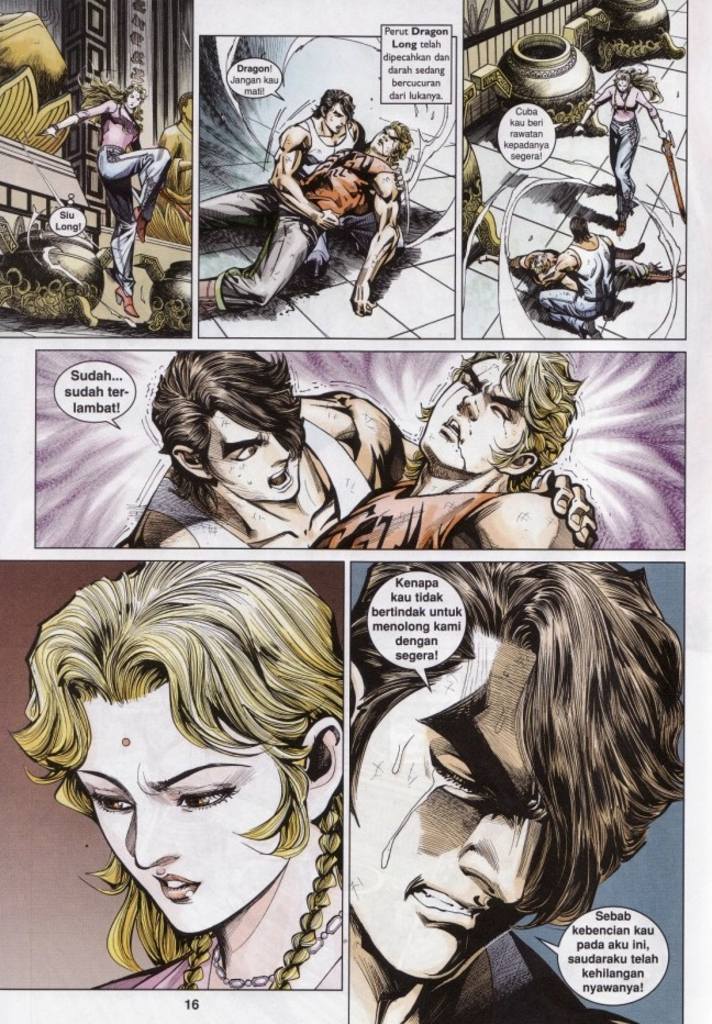 Siu
Long!
Dragon!
Jangan kau
mati!
Perut Dragon
Long telah
dipecahkan dan
darah sedang
bercucuran
dari lukanya.
Cuba
kau beri
rawatan
kepadanya
segera!
Sudah...
sudah ter-
lambat!
Kenapa
kau tidak
bertindak untuk
menolong kami
dengan
segera!
Sebab
kebencian kau
pada aku ini,
saudaraku telah
kehilangan
nyawanya!
16